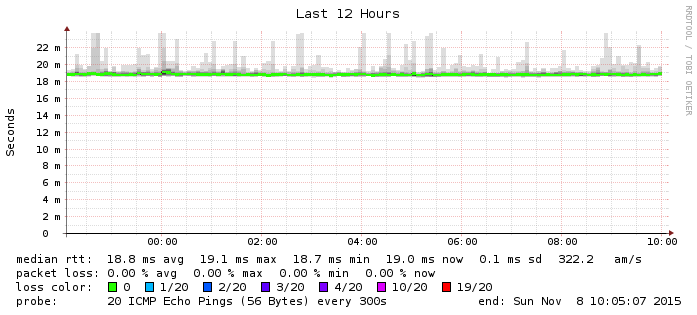 Last 12 Hours
RRDTOOL / TOBI OETIKER
Seconds
22 m
20 m
18 m
16 m
14 m
12 m
10 m
8 m
6 m
4 m
2 m
0
00:00 02:00 04:00 06:00 08:00 10:00
median rtt: 18.8 ms avg 19.1 ms max 18.7 ms min 19.0 ms now 0.1 ms sd 322.2 am/s
packet loss: 0.00 % avg 0.00 % max 0.00 % min 0.00 % now
loss color: 0 1/20 2/20 3/20 4/20 10/20 19/20
probe: 20 ICMP Echo Pings (56 Bytes) every 300s end: Sun Nov 8 10:05:07 2015